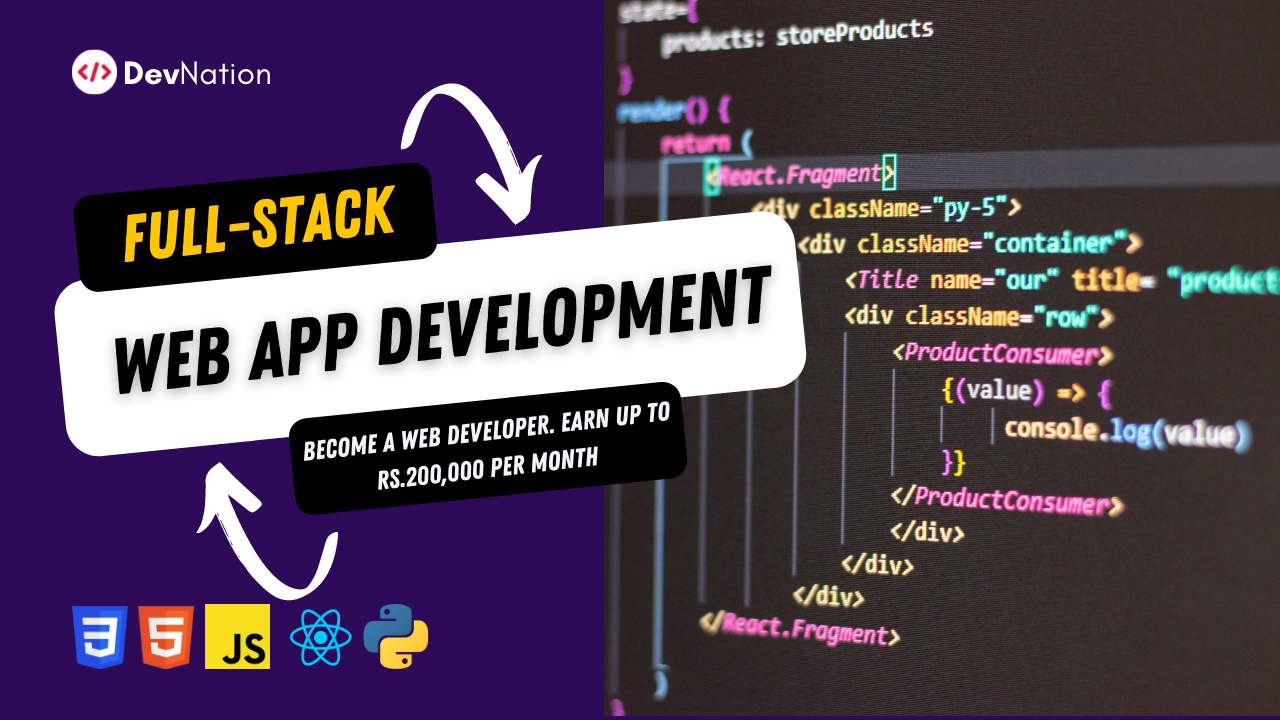 DevNation
FULL-STACK
WEB APP DEVELOPMENT
BECOME A WEB DEVELOPER. EARN UP TO
RS.200,000 PER MONTH
3
5
JS
state={
products: storeProducts
}
render() {
return (
<React.Fragment>
<div className="py-5">
<div className="container">
<Title name="our" title= "product
<div className="row">
<ProductConsumer>
{(value) => {
console.log(value)
}}
</ProductConsumer>
</div>
</div>
</div>
</React.Fragment>
)
}